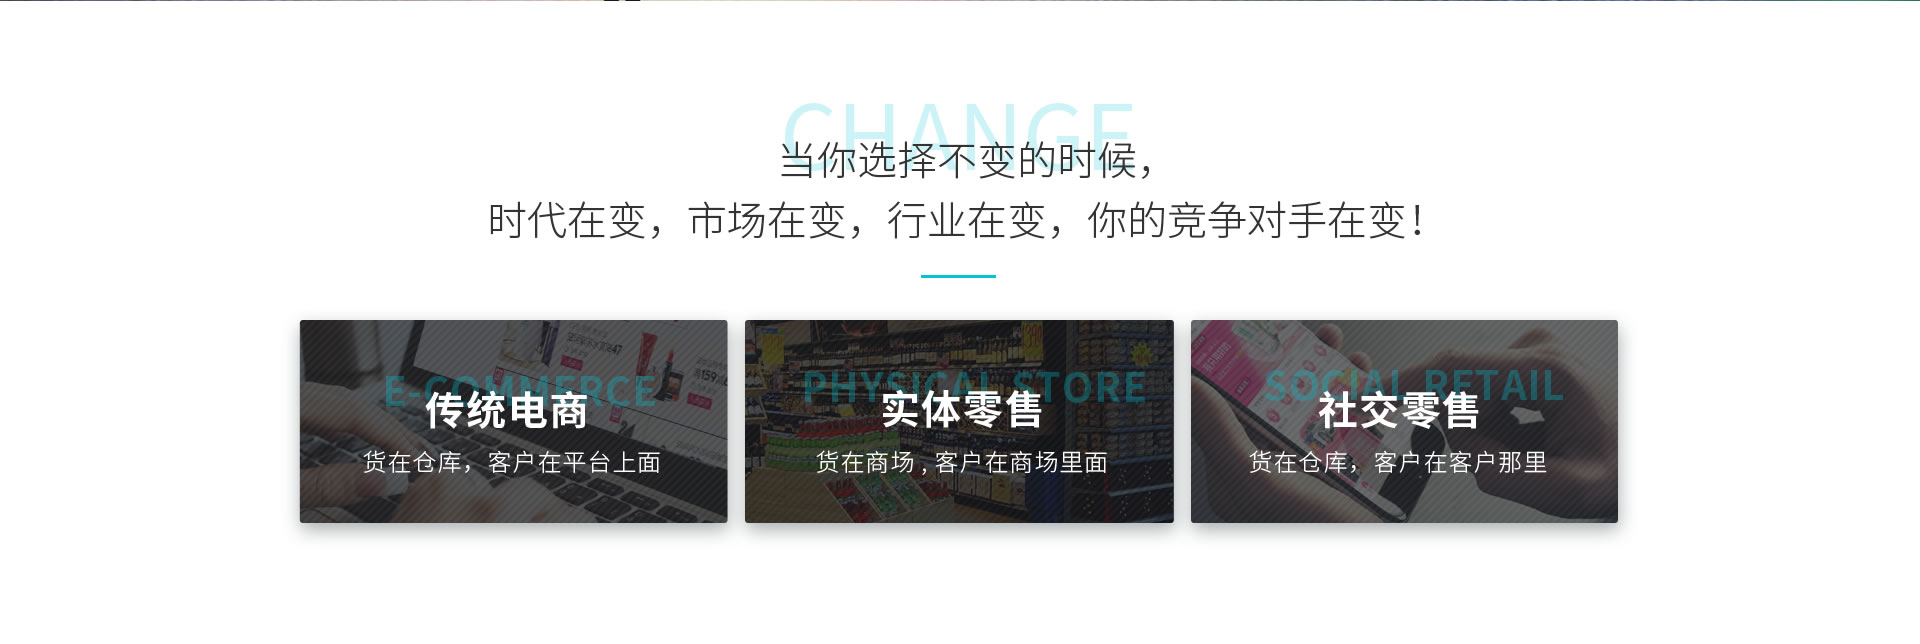 CHANGE
当你选择不变的时候，
时代在变，市场在变，行业在变，你的竞争对手在变！
E-COMMERCE
传统电商
货在仓库，客户在平台上面
PHYSICAL STORE
实体零售
货在商场 , 客户在商场里面
SOCIAL RETAIL
社交零售
货在仓库，客户在客户那里